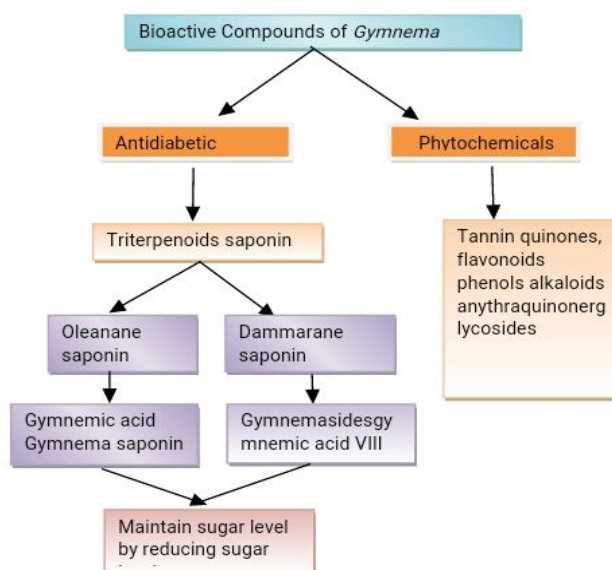 Bioactive Compounds of Gymnema
Antidiabetic
Phytochemicals
Triterpenoids saponin
Tannin quinones,
flavonoids
phenols alkaloids
anythraquinonerg
lycosides
Oleanane
saponin
Dammarane
saponin
Gymnemic acid
Gymnema saponin
Gymnemasidesgy
mnemic acid VIII
Maintain sugar level
by reducing sugar